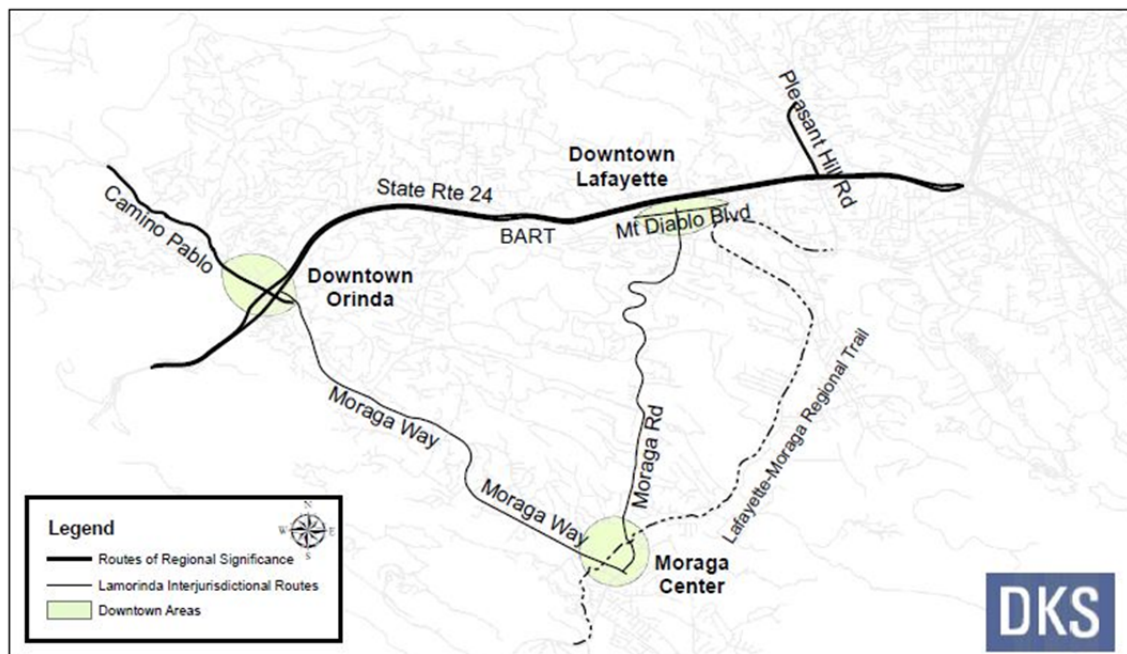 Pleasant Hill Rd
Downtown
Lafayette
State Rte 24
Mt Diablo Blvd
BART
Camino Pablo
Downtown
Orinda
Moraga Way
Moraga Rd
Lafayette-Moraga Regional Trail
Moraga Way
Moraga
Center
Legend
N
W E
S
Routes of Regional Significance
Lamorinda Interjurisdictional Routes
Downtown Areas
DKS